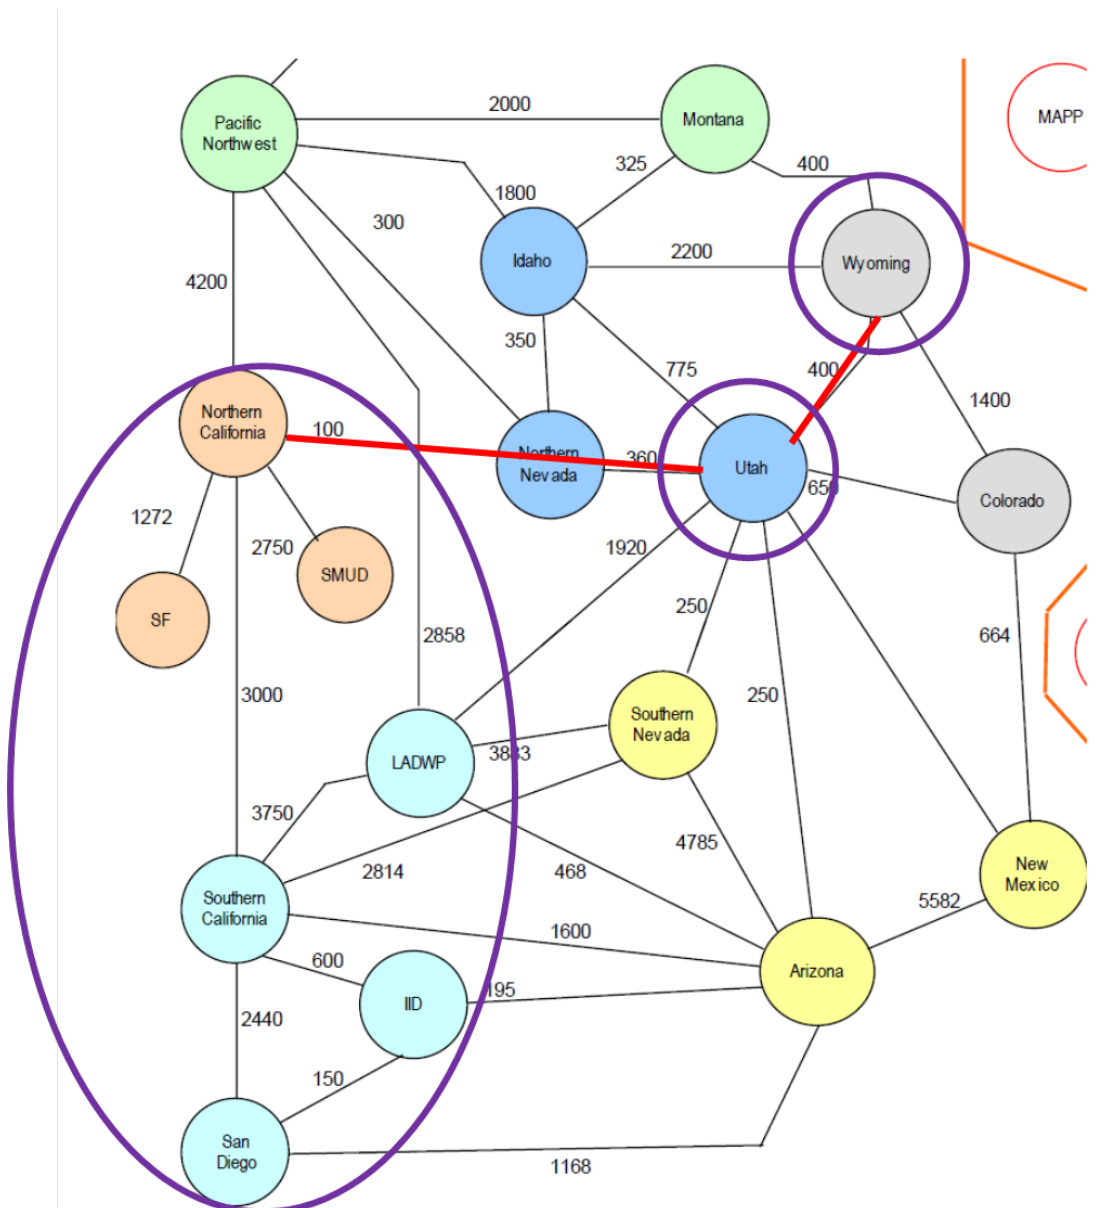 2000
Pacific
Northwest
Montana
MAPP
325
400
1800
300
Idaho
2200
Wyoming
4200
350
775
400
1400
Northern
California
100
Northern
Nevada
360
Utah
650
Colorado
1272
2750
1920
SMUD
SF
250
2858
664
3000
250
Southern
Nevada
LADWP
3883
3750
4785
2814
468
New
Mexico
Southern
California
5582
1600
600
Arizona
195
IID
2440
150
San
Diego
1168